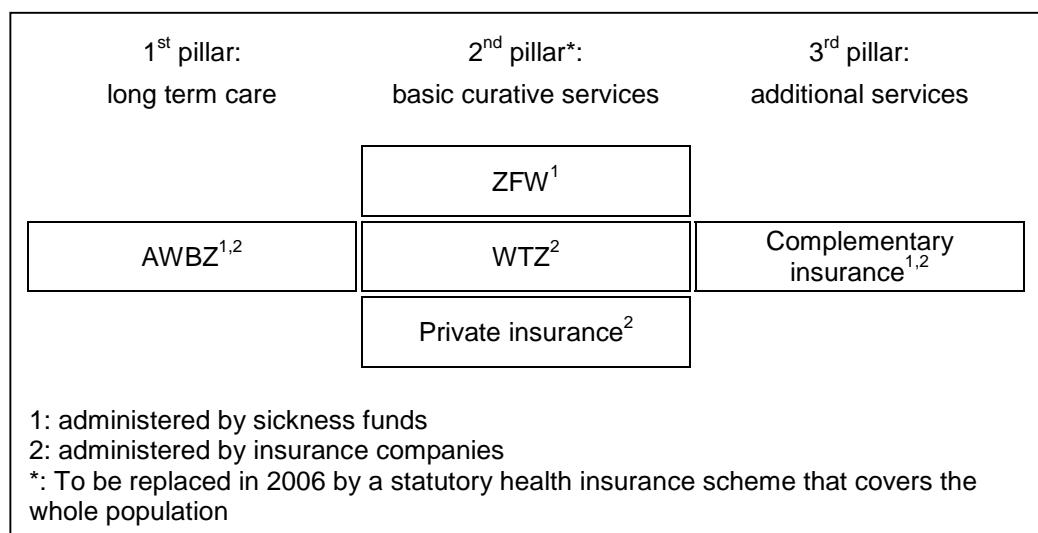 1st pillar:
long term care
2nd pillar*:
basic curative services
3rd pillar:
additional services
ZFW1
AWBZ1,2
WTZ2
Complementary
insurance1,2
Private insurance2
1: administered by sickness funds
2: administered by insurance companies
*: To be replaced in 2006 by a statutory health insurance scheme that covers the
whole population